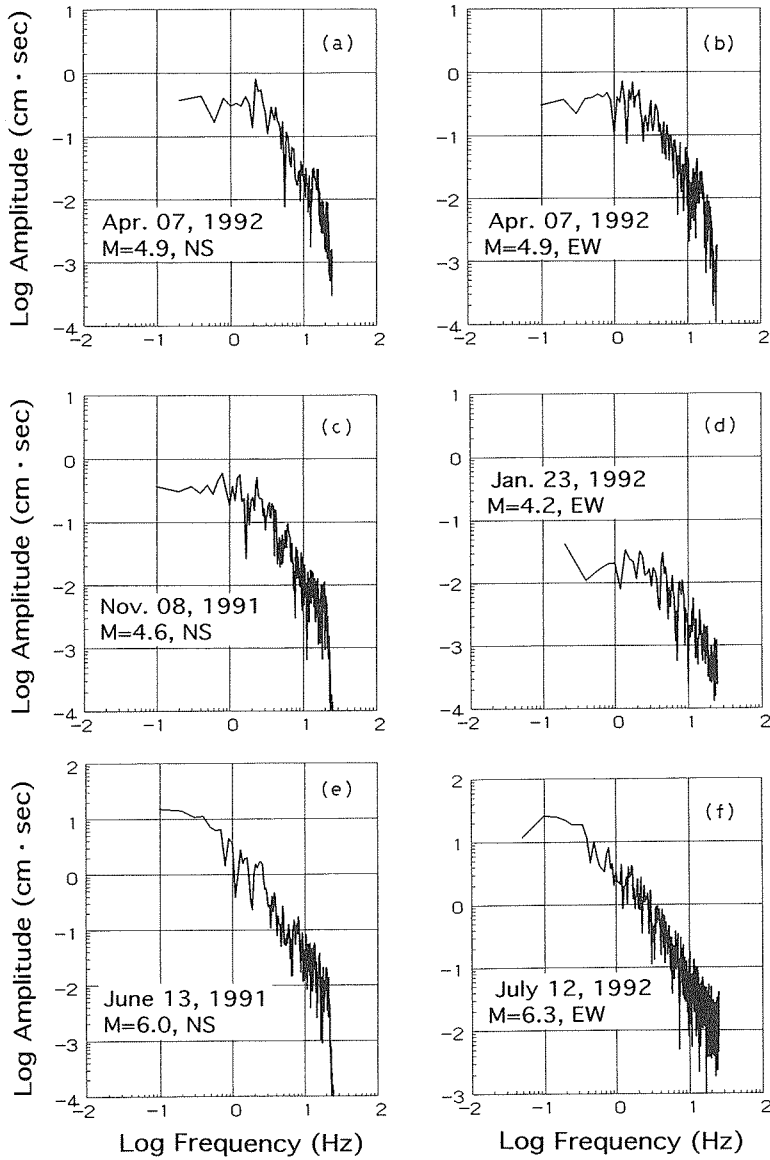 Log Amplitude (cm · sec)
1
0
-1
-2
-3
-4
-2
-1
0
1
2
(a)
Apr. 07, 1992
M=4.9, NS
1
0
-1
-2
-3
-4
-2
-1
0
1
2
(b)
Apr. 07, 1992
M=4.9, EW
Log Amplitude (cm · sec)
1
0
-1
-2
-3
-4
-2
-1
0
1
2
(c)
Nov. 08, 1991
M=4.6, NS
1
0
-1
-2
-3
-4
-2
-1
0
1
2
(d)
Jan. 23, 1992
M=4.2, EW
Log Amplitude (cm · sec)
2
1
0
-1
-2
-3
-4
-2
-1
0
1
2
(e)
June 13, 1991
M=6.0, NS
Log Frequency (Hz)
2
1
0
-1
-2
-3
-2
-1
0
1
2
(f)
July 12, 1992
M=6.3, EW
Log Frequency (Hz)